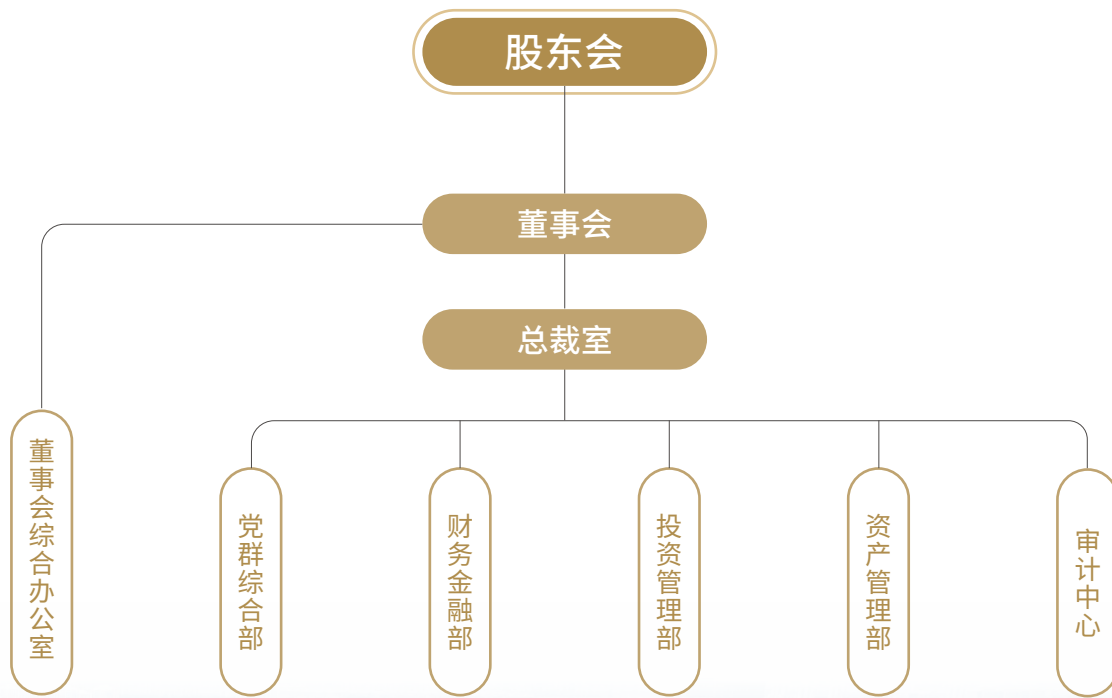 股东会
董事会
总裁室
董事会综合办公室
党群综合部
财务金融部
投资管理部
资产管理部
审计中心